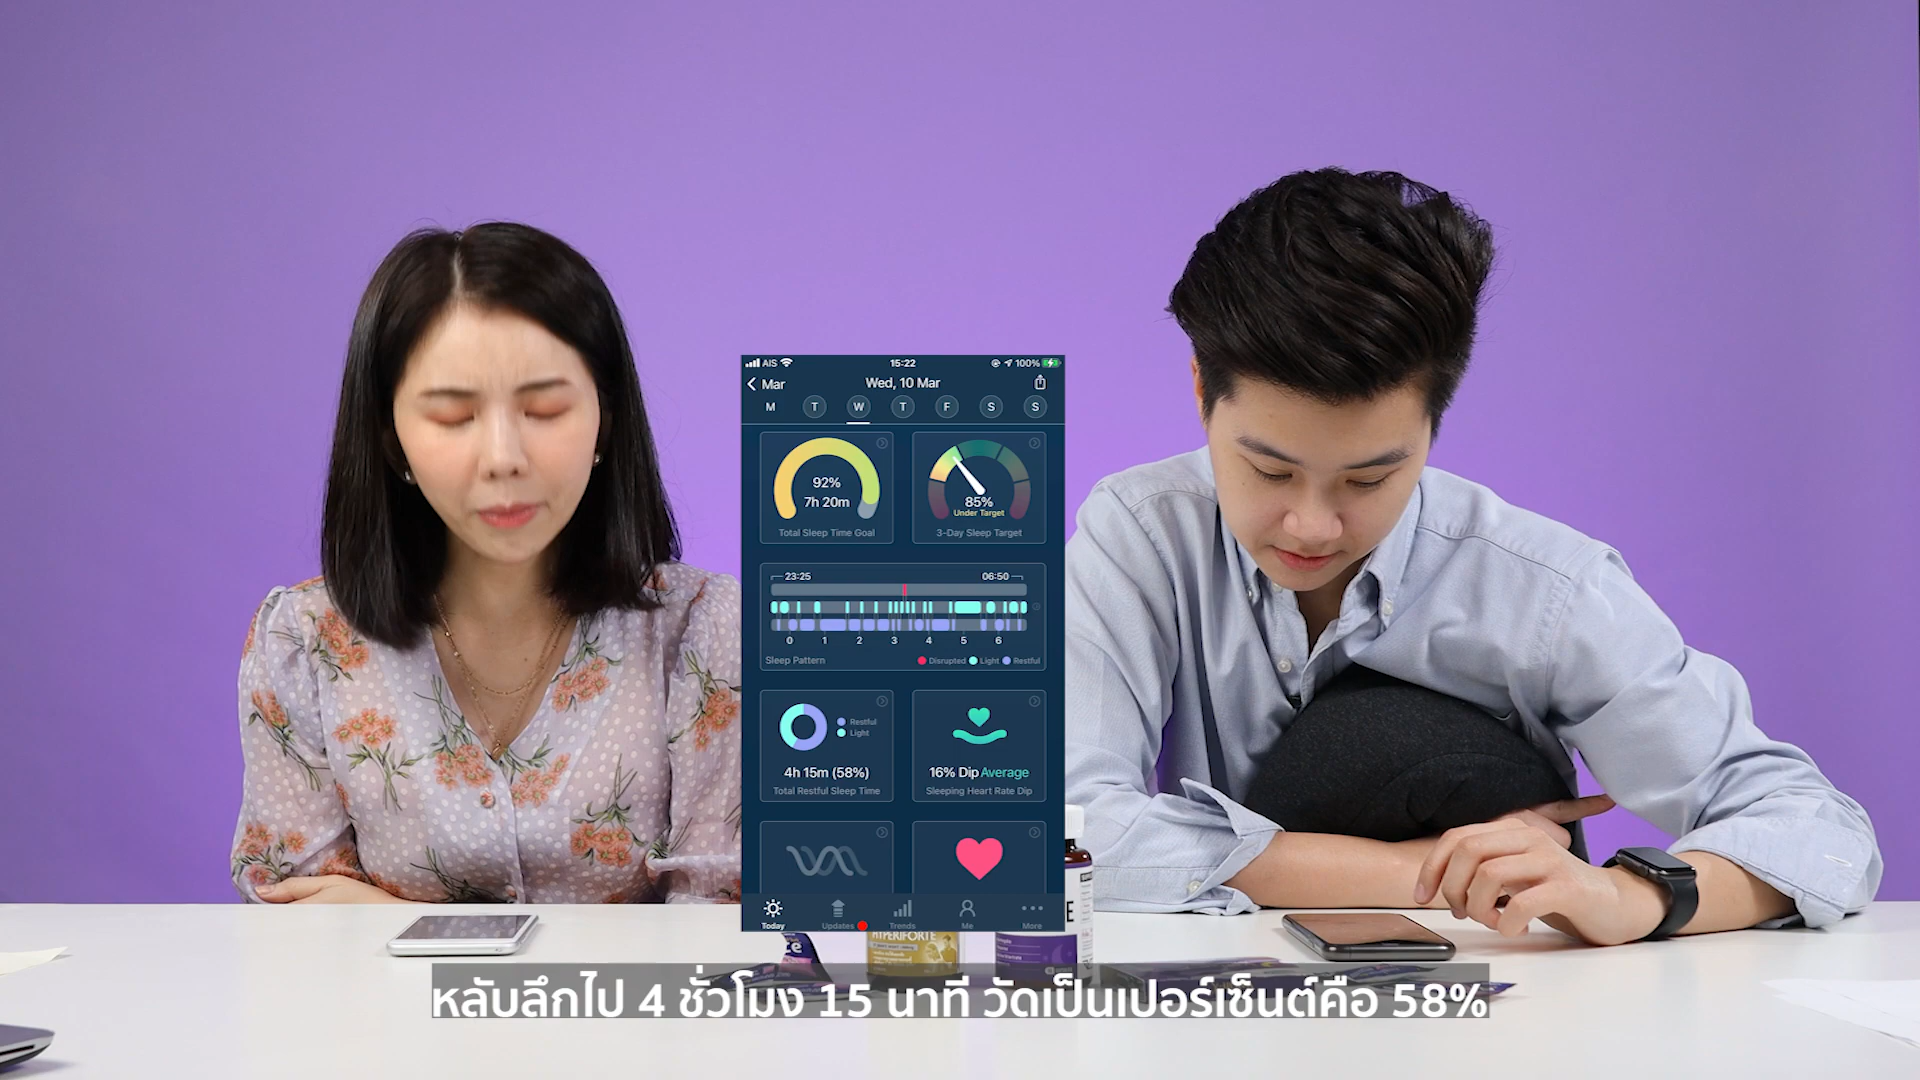 AIS 15:22 100%
Mar Wed, 10 Mar
M T W T F S S
92%
7h 20m
Total Sleep Time Goal
85%
Under Target
3-Day Sleep Target
23:25 06:50
0 1 2 3 4 5 6
Sleep Pattern Disrupted Light Restful
Restful
Light
4h 15m (58%)
Total Restful Sleep Time
16% Dip Average
Sleeping Heart Rate Dip
Today Updates Trends Me More
HYPERIFORTE
หลับลึกไป 4 ชั่วโมง 15 นาที วัดเป็นเปอร์เซ็นต์คือ 58%